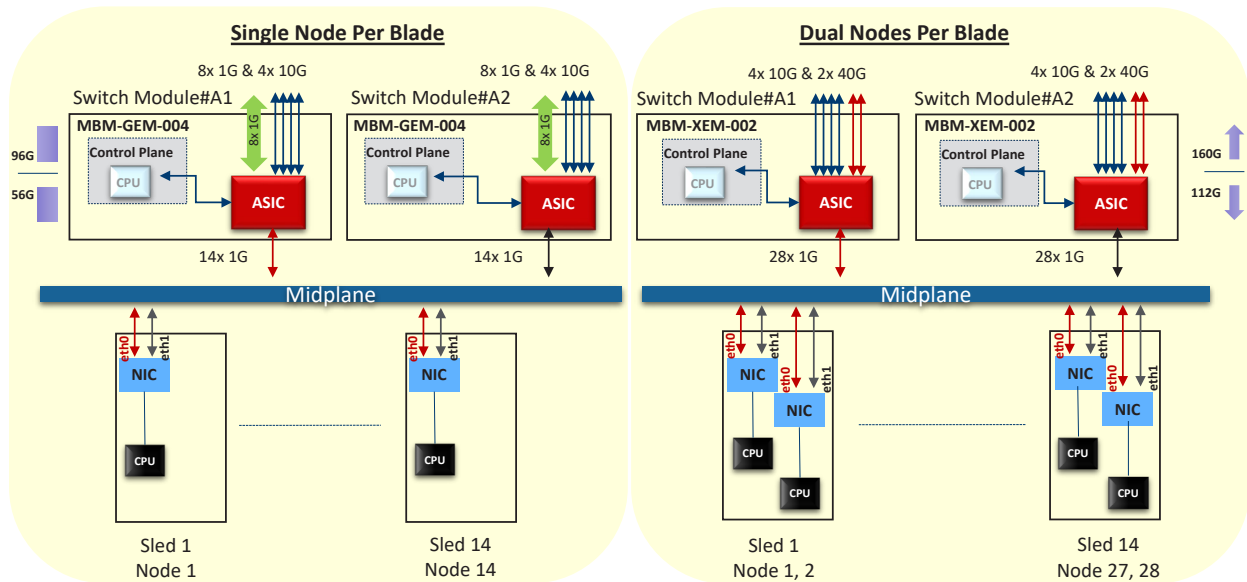 Single Node Per Blade
8x 1G & 4x 10G
8x 1G & 4x 10G
Switch Module#A1
Switch Module#A2
MBM-GEM-004
MBM-GEM-004
8x 1G
8x 1G
Control Plane
Control Plane
CPU
CPU
ASIC
ASIC
96G
56G
14x 1G
14x 1G
Midplane
eth0
eth1
eth0
eth1
NIC
NIC
CPU
CPU
Sled 1
Node 1
Sled 14
Node 14
Dual Nodes Per Blade
4x 10G & 2x 40G
4x 10G & 2x 40G
Switch Module#A1
Switch Module#A2
MBM-XEM-002
MBM-XEM-002
Control Plane
Control Plane
CPU
CPU
ASIC
ASIC
160G
112G
28x 1G
28x 1G
Midplane
eth0
eth1
eth0
eth1
eth0
eth1
eth0
eth1
NIC
NIC
NIC
NIC
CPU
CPU
CPU
CPU
Sled 1
Node 1, 2
Sled 14
Node 27, 28